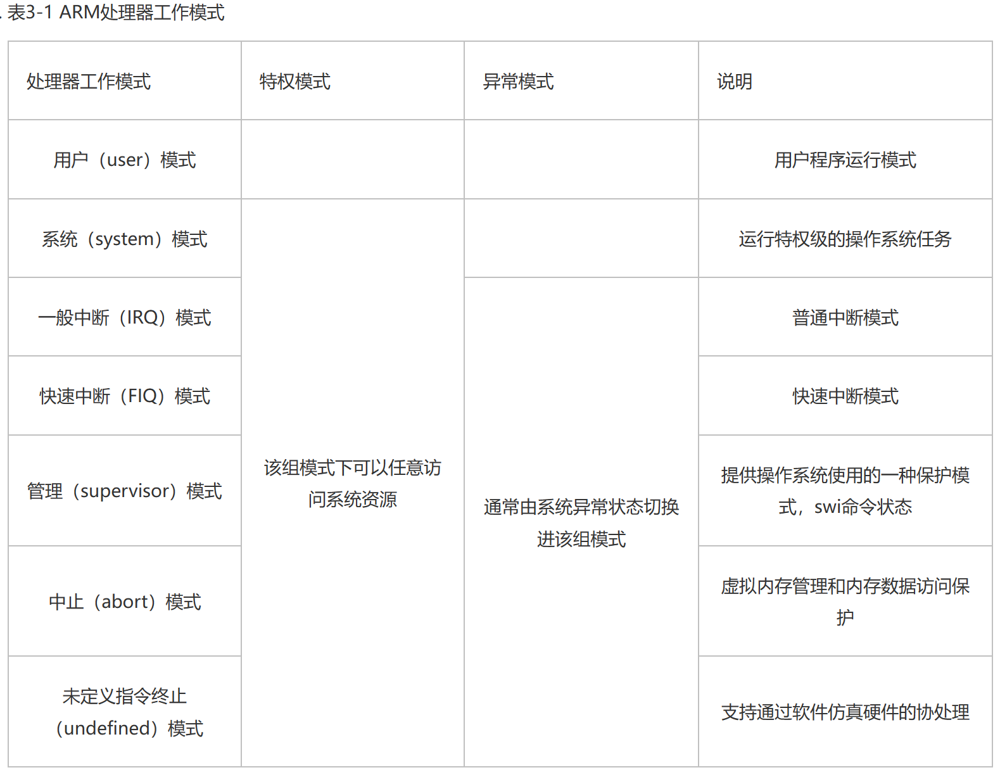 . 表3-1 ARM处理器工作模式
处理器工作模式
特权模式
异常模式
说明
用户（user）模式
用户程序运行模式
系统（system）模式
该组模式下可以任意访
问系统资源
运行特权级的操作系统任务
一般中断（IRQ）模式
通常由系统异常状态切换
进该组模式
普通中断模式
快速中断（FIQ）模式
快速中断模式
管理（supervisor）模式
提供操作系统使用的一种保护模
式，swi命令状态
中止（abort）模式
虚拟内存管理和内存数据访问保
护
未定义指令终止
（undefined）模式
支持通过软件仿真硬件的协处理